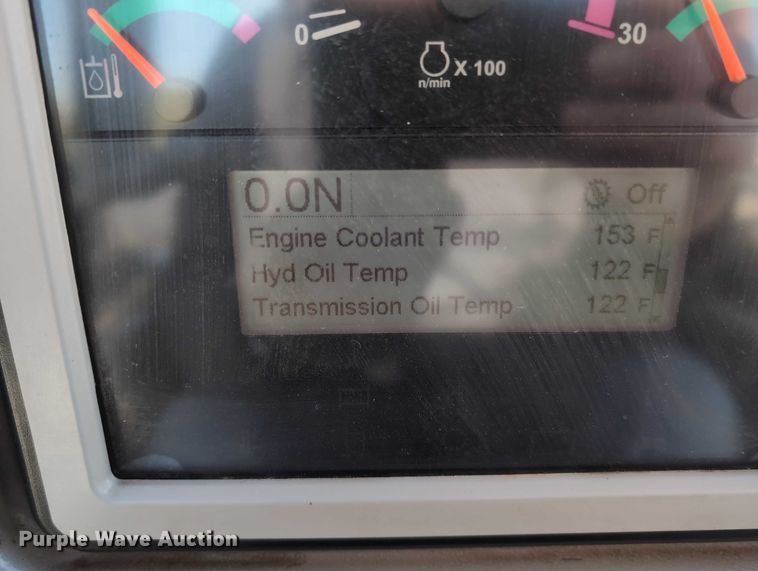 0 30
X 100
n/min
0.0N Off
Engine Coolant Temp 153 F
Hyd Oil Temp 122 F
Transmission Oil Temp 122 F
Purple Wave Auction